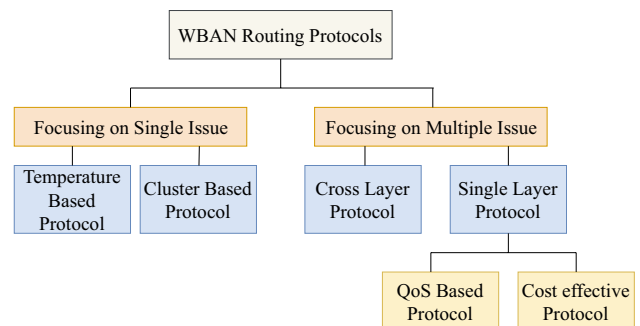 WBAN Routing Protocols
Focusing on Single Issue
Focusing on Multiple Issue
Temperature
Based
Protocol
Cluster Based
Protocol
Cross Layer
Protocol
Single Layer
Protocol
QoS Based
Protocol
Cost effective
Protocol